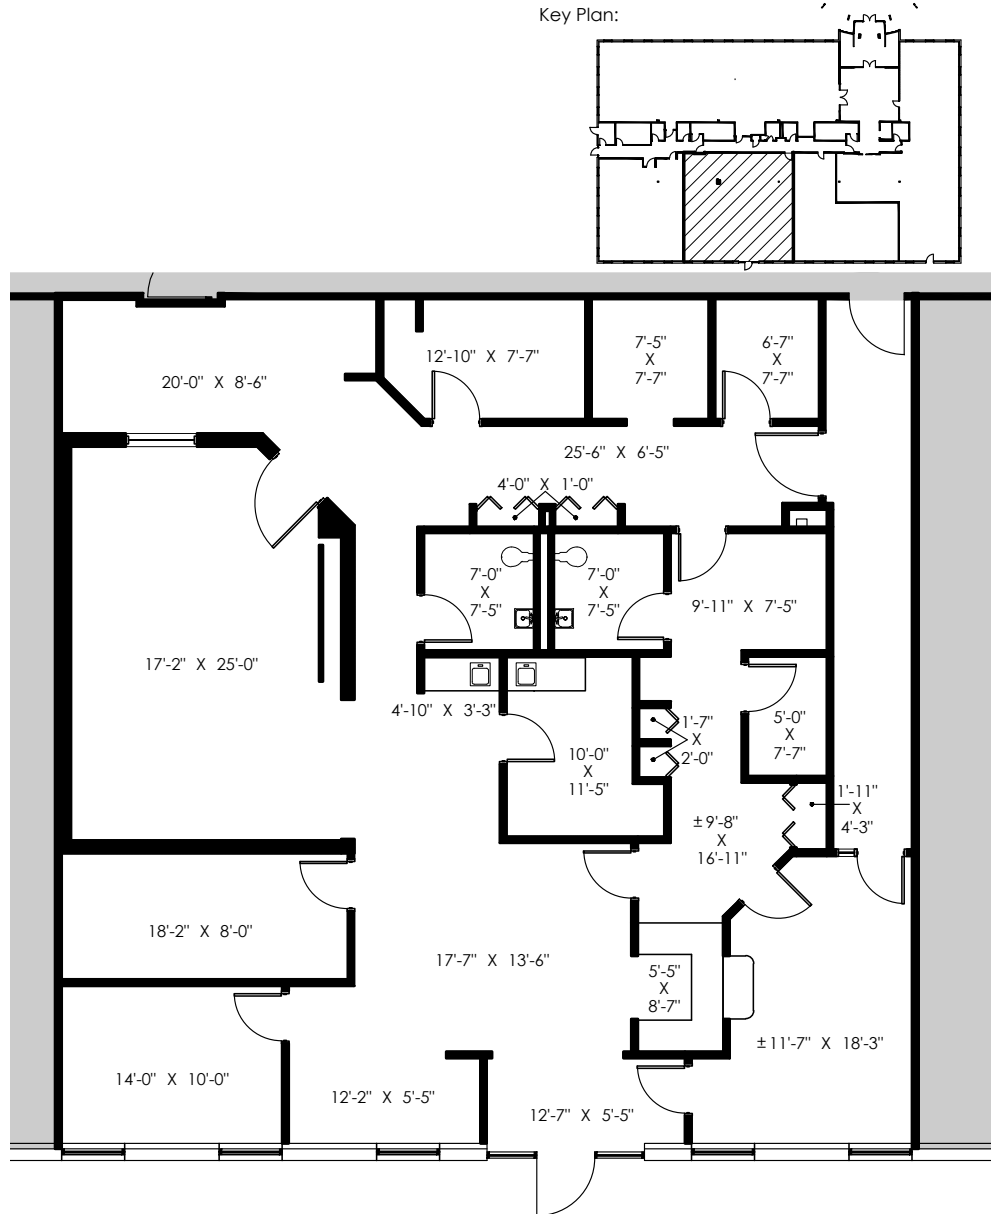 Key Plan:
20'-0" X 8'-6"
12'-10" X 7'-7"
7'-5"
X
7'-7"
6'-7"
X
7'-7"
25'-6" X 6'-5"
4'-0" X 1'-0"
7'-0"
X
7'-5"
7'-0"
X
7'-5"
9'-11" X 7'-5"
17'-2" X 25'-0"
4'-10" X 3'-3"
10'-0"
X
11'-5"
1'-7"
X
2'-0"
5'-0"
X
7'-7"
1'-11"
X
4'-3"
±9'-8"
X
16'-11"
18'-2" X 8'-0"
17'-7" X 13'-6"
5'-5"
X
8'-7"
±11'-7" X 18'-3"
14'-0" X 10'-0"
12'-2" X 5'-5"
12'-7" X 5'-5"